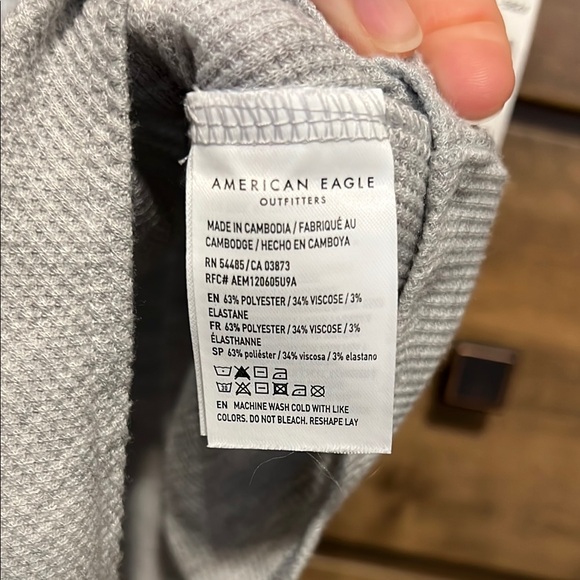 AMERICAN EAGLE
OUTFITTERS
MADE IN CAMBODIA / FABRIQUÉ AU
CAMBODGE / HECHO EN CAMBOYA
RN 54485/CA 03873
RFC# AEM120605U9A
EN 63% POLYESTER / 34% VISCOSE / 3%
ELASTANE
FR 63% POLYESTER / 34% VISCOSE / 3%
ÉLASTHANNE
SP 63% poliéster / 34% viscosa / 3% elastano
EN MACHINE WASH COLD WITH LIKE
COLORS. DO NOT BLEACH. RESHAPE LAY